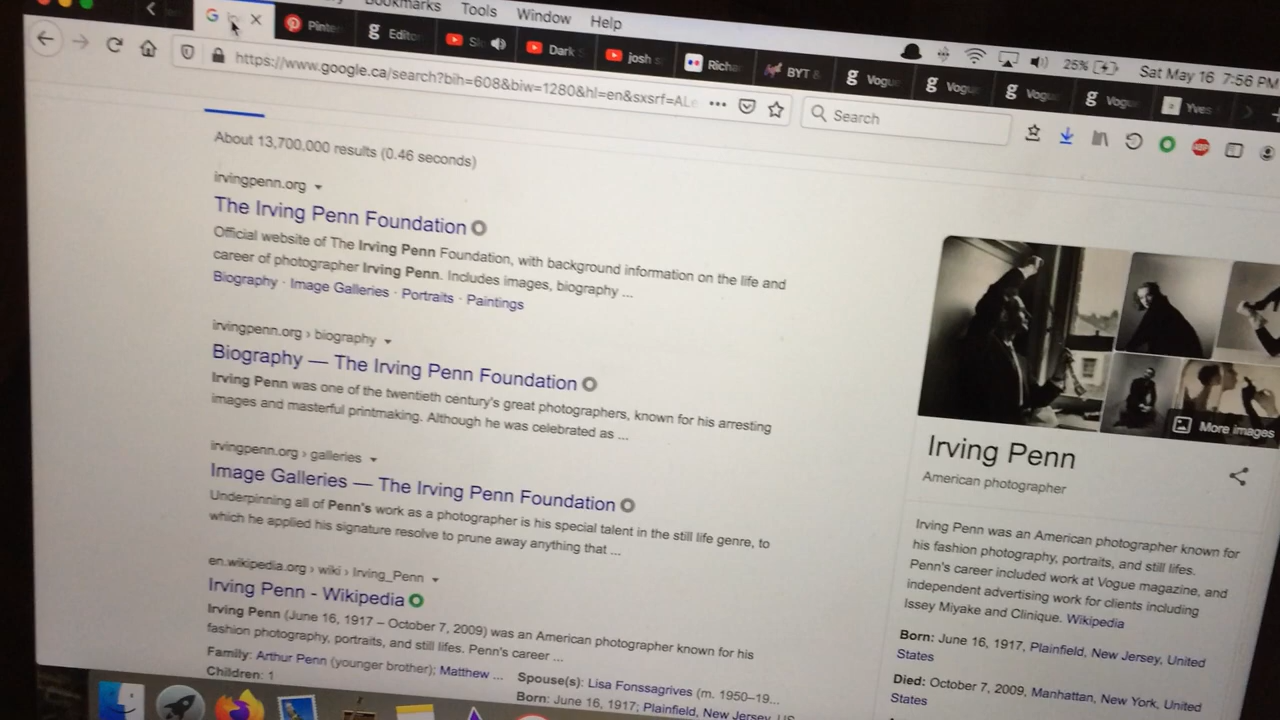 Bookmarks Tools Window Help
25% Sat May 16 7:56 PM
Pinte
Edito
Dark
josh
Richa
BYT &
Vogu
Vogu
Vogu
Vogu
Yves
https://www.google.ca/search?bih=608&biw=1280&hl=en&sxsrf=AL
Search
ABP
About 13,700,000 results (0.46 seconds)
irvingpenn.org
The Irving Penn Foundation
Official website of The Irving Penn Foundation, with background information on the life and
career of photographer Irving Penn. Includes images, biography ...
Biography · Image Galleries · Portraits · Paintings
irvingpenn.org › biography
Biography — The Irving Penn Foundation
Irving Penn was one of the twentieth century's great photographers, known for his arresting
images and masterful printmaking. Although he was celebrated as ...
irvingpenn.org › galleries
Image Galleries — The Irving Penn Foundation
Underpinning all of Penn's work as a photographer is his special talent in the still life genre, to
which he applied his signature resolve to prune away anything that ...
en.wikipedia.org › wiki › Irving_Penn
Irving Penn - Wikipedia
Irving Penn (June 16, 1917 – October 7, 2009) was an American photographer known for his
fashion photography, portraits, and still lifes. Penn's career ...
Family: Arthur Penn (younger brother); Matthew ...
Spouse(s): Lisa Fonssagrives (m. 1950–19...
Children: 1
Born: June 16, 1917; Plainfield, New Jersey, US
More images
Irving Penn
American photographer
Irving Penn was an American photographer known for
his fashion photography, portraits, and still lifes.
Penn's career included work at Vogue magazine, and
independent advertising work for clients including
Issey Miyake and Clinique. Wikipedia
Born: June 16, 1917, Plainfield, New Jersey, United
States
Died: October 7, 2009, Manhattan, New York, United
States